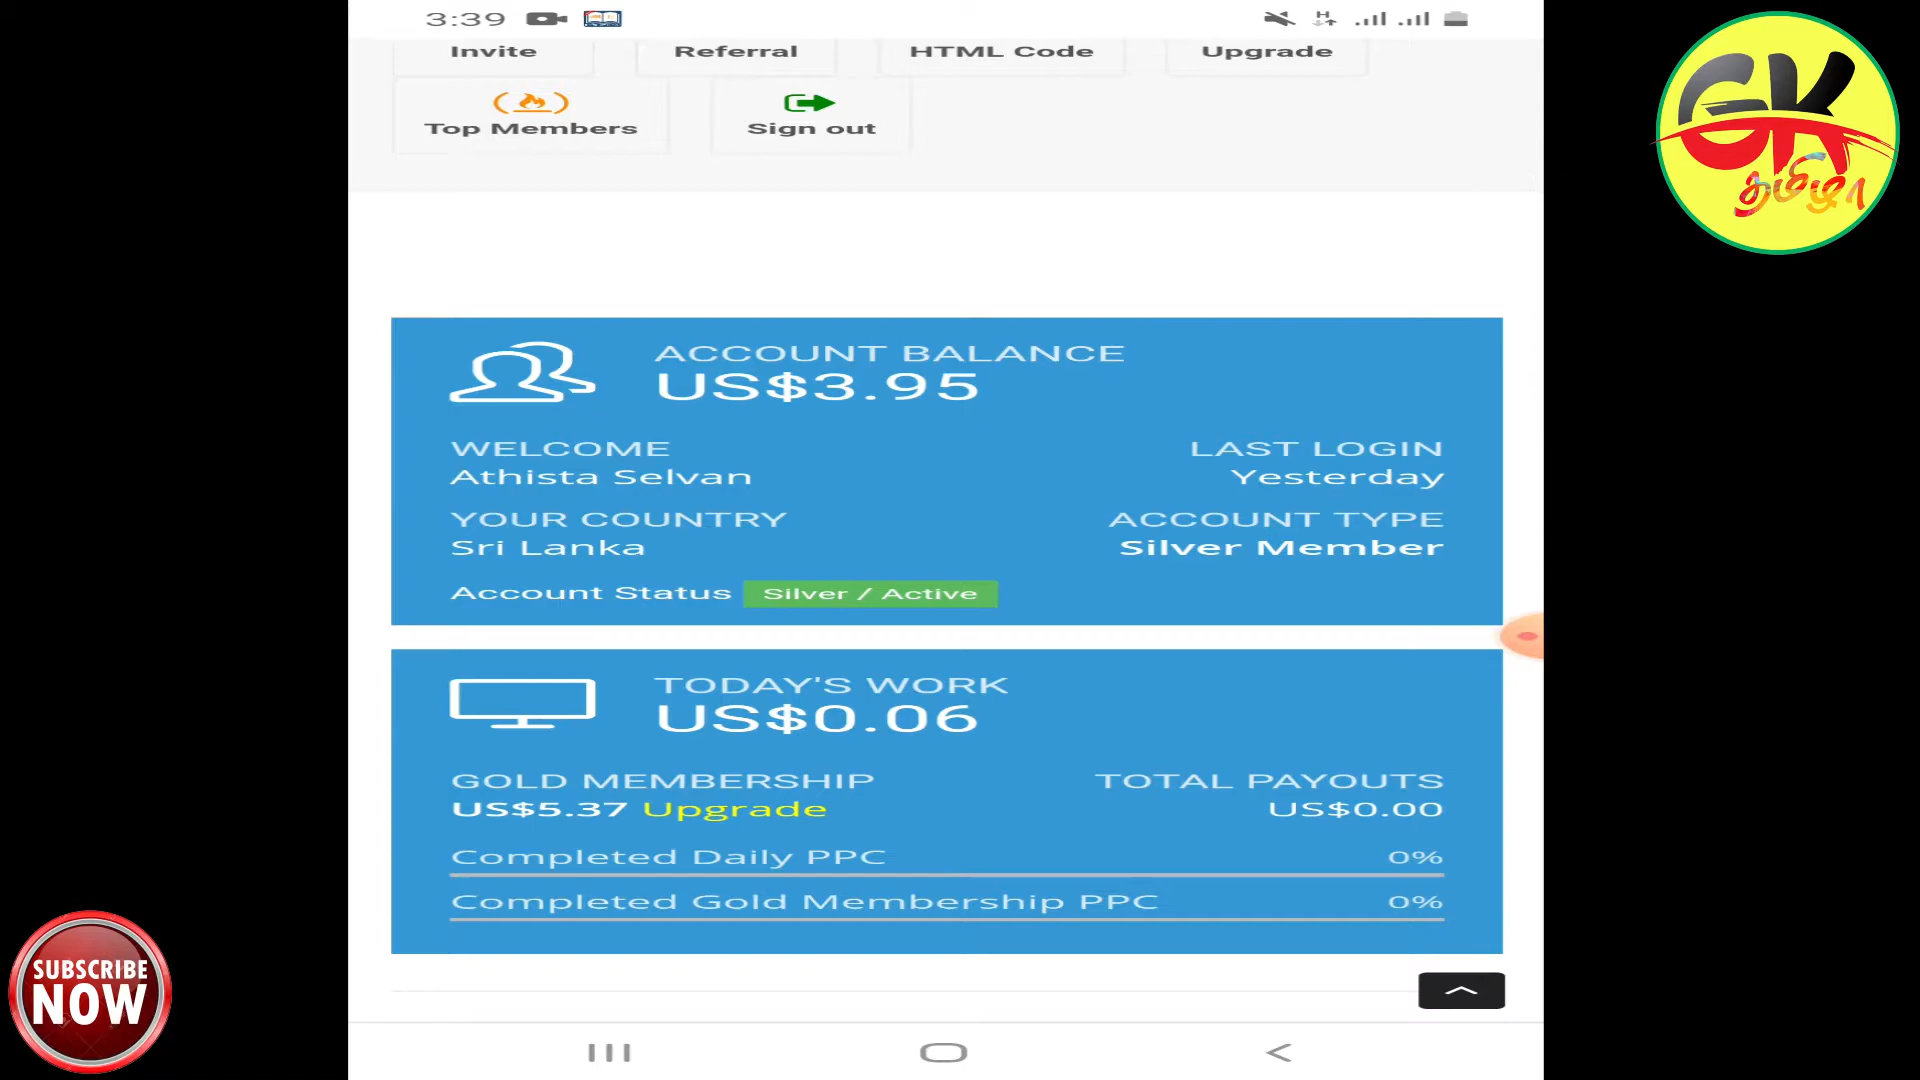 3:39
Invite Referral HTML Code Upgrade
Top Members Sign out
GK
தமிழா
ACCOUNT BALANCE
US$3.95
WELCOME LAST LOGIN
Athista Selvan Yesterday
YOUR COUNTRY ACCOUNT TYPE
Sri Lanka Silver Member
Account Status Silver / Active
TODAY'S WORK
US$0.06
GOLD MEMBERSHIP TOTAL PAYOUTS
US$5.37 Upgrade US$0.00
Completed Daily PPC 0%
Completed Gold Membership PPC 0%
SUBSCRIBE
NOW